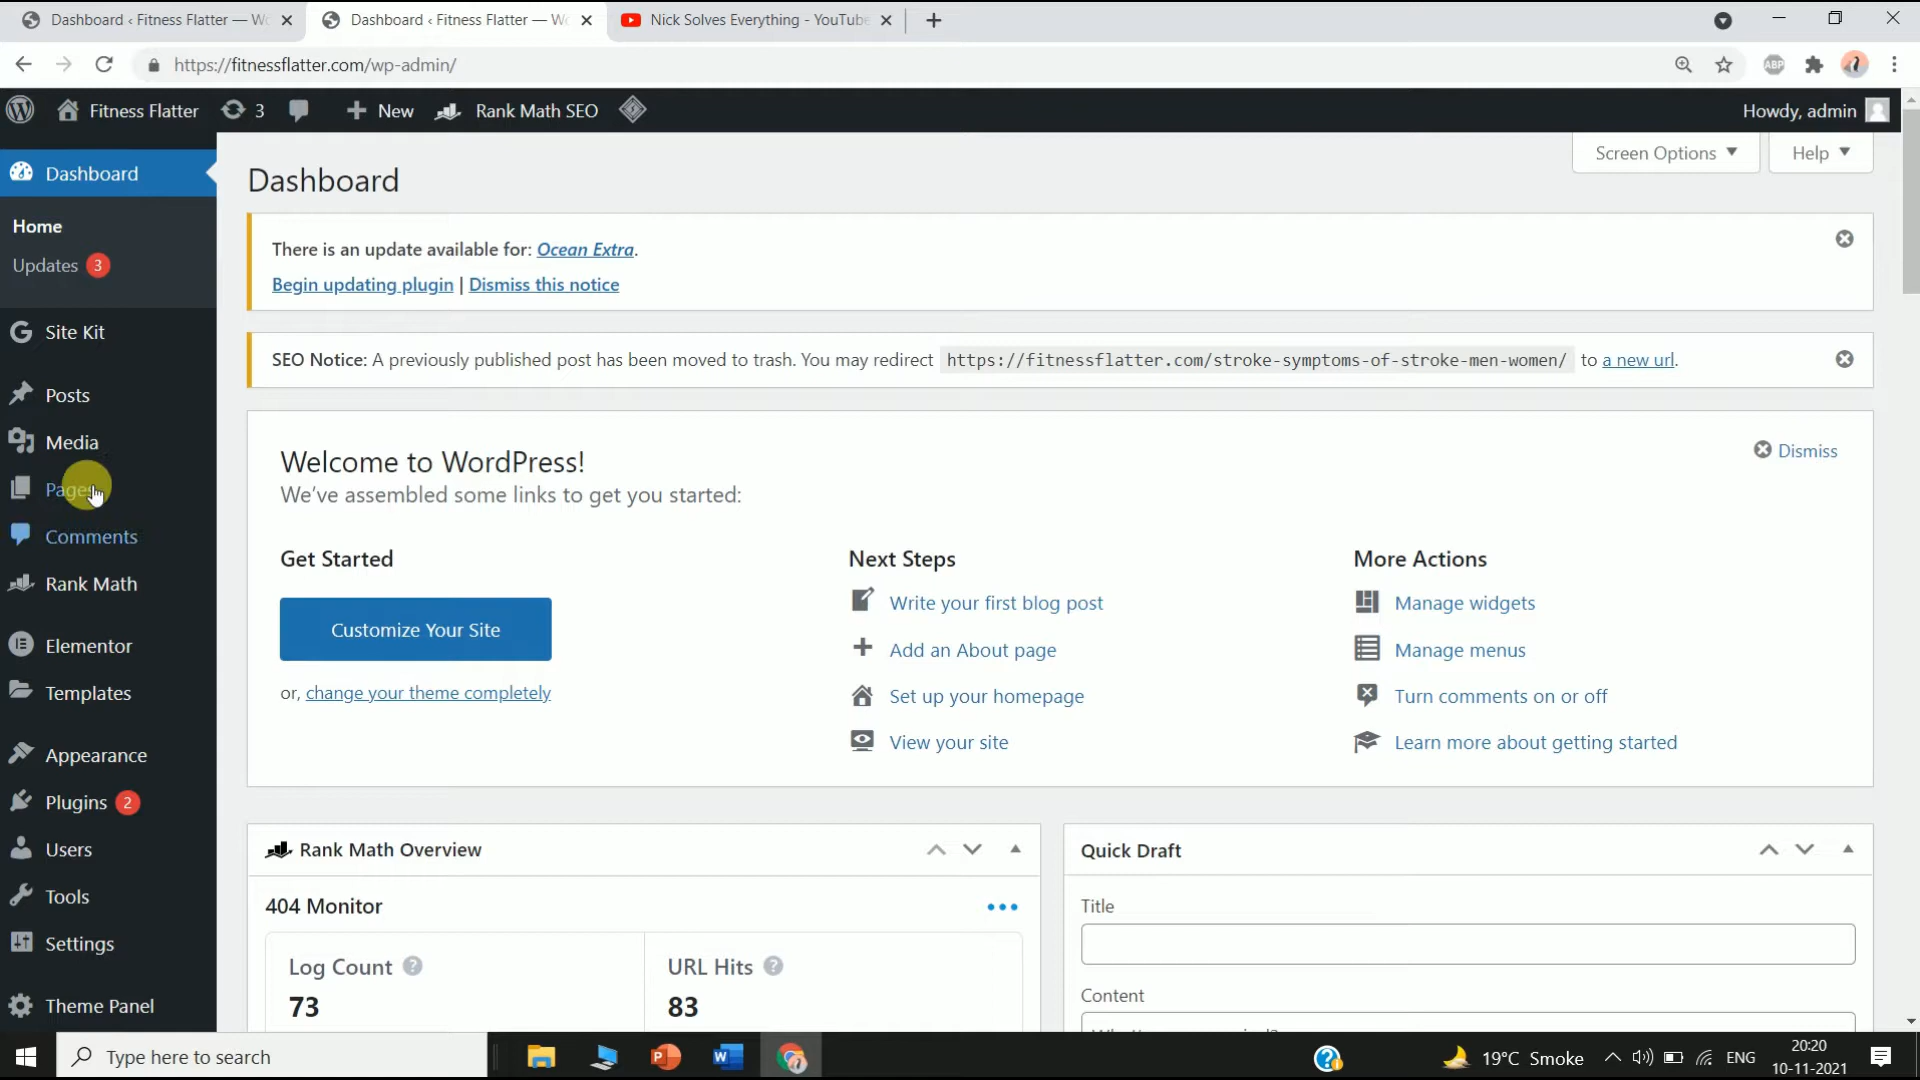 Dashboard ‹ Fitness Flatter — Wo
Dashboard ‹ Fitness Flatter — Wo
Nick Solves Everything - YouTube
https://fitnessflatter.com/wp-admin/
ABP
Fitness Flatter
3
New
Rank Math SEO
Howdy, admin
Screen Options
Help
Dashboard
Home
Updates 3
Site Kit
Posts
Media
Pages
Comments
Rank Math
Elementor
Templates
Appearance
Plugins 2
Users
Tools
Settings
Theme Panel
Dashboard
There is an update available for: Ocean Extra.
Begin updating plugin | Dismiss this notice
SEO Notice: A previously published post has been moved to trash. You may redirect https://fitnessflatter.com/stroke-symptoms-of-stroke-men-women/ to a new url.
Welcome to WordPress!
We've assembled some links to get you started:
Dismiss
Get Started
Customize Your Site
or, change your theme completely
Next Steps
Write your first blog post
Add an About page
Set up your homepage
View your site
More Actions
Manage widgets
Manage menus
Turn comments on or off
Learn more about getting started
Rank Math Overview
404 Monitor
Log Count ?
73
URL Hits ?
83
Quick Draft
Title
Content
Type here to search
19°C Smoke
ENG
20:20
10-11-2021